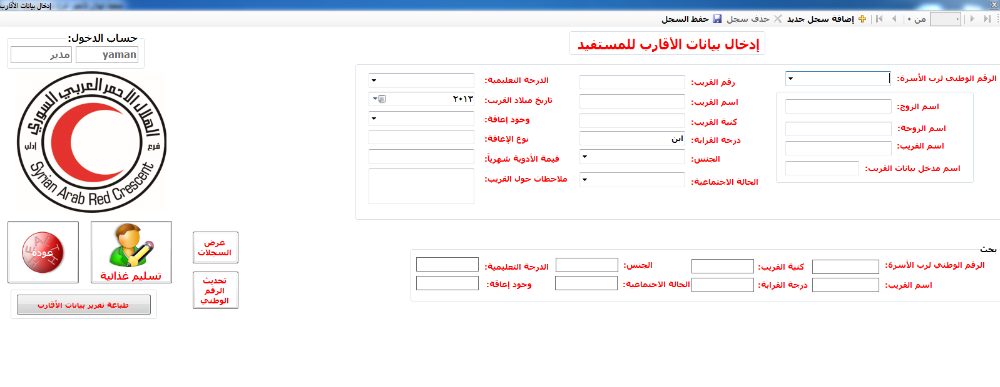 إدخال بيانات الأقارب
من ٠
إضافة سجل جديد
حذف سجل
حفظ السجل
حساب الدخول:
yaman
مدير
إدخال بيانات الأقارب للمستفيد
الرقم الوطني لرب الأسرة:
اسم الزوج:
اسم الزوجة:
اسم القريب:
اسم مدخل بيانات القريب:
رقم القريب:
اسم القريب:
كنية القريب:
درجة القرابة:
ابن
الجنس:
الحالة الاجتماعية:
الدرجة التعليمية:
تاريخ ميلاد القريب:
٢٠١٣
وجود إعاقة:
نوع الإعاقة:
قيمة الأدوية شهرياً:
ملاحظات حول القريب:
الهلال الأحمر العربي السوري
فرع
إدلب
Syrian Arab Red Crescent
عودة
HEALTH
تسليم غذائية
عرض
السجلات
تحديث
الرقم
الوطني
طباعة تقرير بيانات الأقارب
بحث
الرقم الوطني لرب الأسرة:
كنية القريب:
الجنس:
الدرجة التعليمية:
اسم القريب:
درجة القرابة:
الحالة الاجتماعية:
وجود إعاقة: